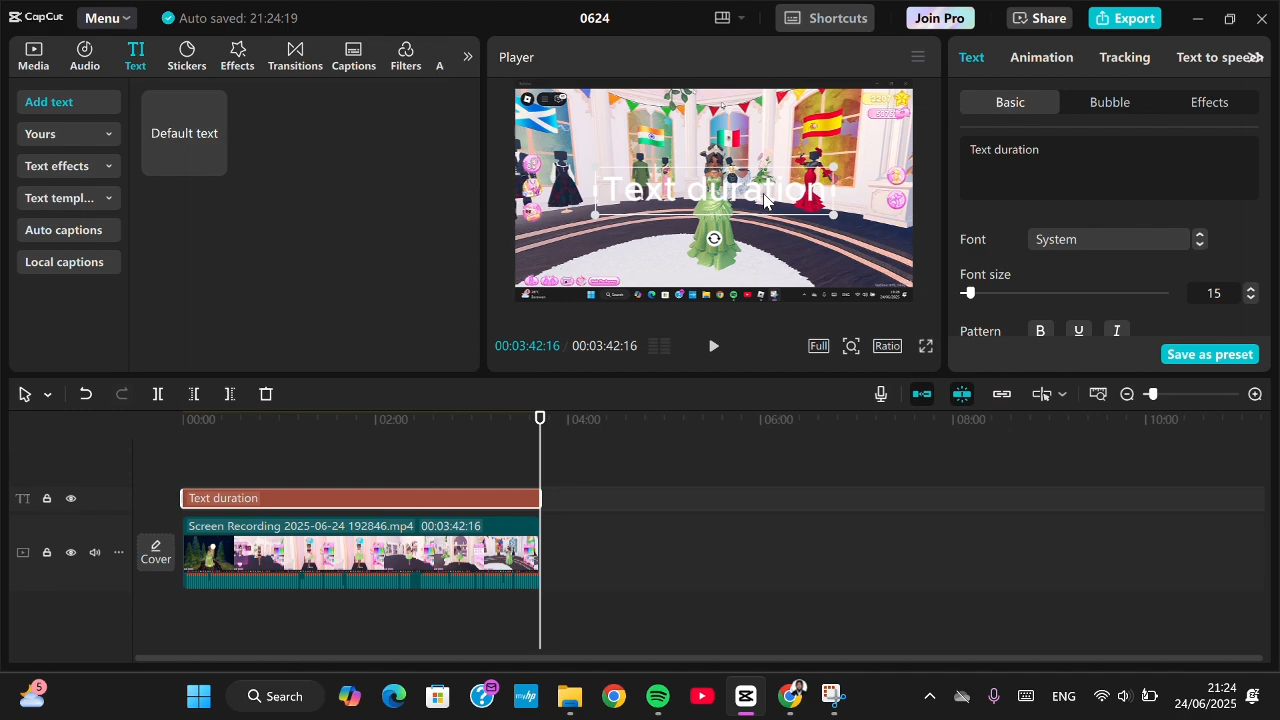 CapCut
Menu
Auto saved: 21:24:19
0624
Shortcuts
Join Pro
Share
Export
Media
Audio
TI
Text
Stickers
Effects
Transitions
Captions
Filters
A
Add text
Yours
Text effects
Text templ...
Auto captions
Local captions
Default text
Player
Text duration
00:03:42:16 / 00:03:42:16
Full
Ratio
Text
Animation
Tracking
Text to speech
Basic
Bubble
Effects
Text duration
Font
System
Font size
15
Pattern
B
U
I
Save as preset
00:00
02:00
04:00
06:00
08:00
10:00
TI
Text duration
Cover
Screen Recording 2025-06-24 192846.mp4 00:03:42:16
5
Search
myhp
ENG
21:24
24/06/2025